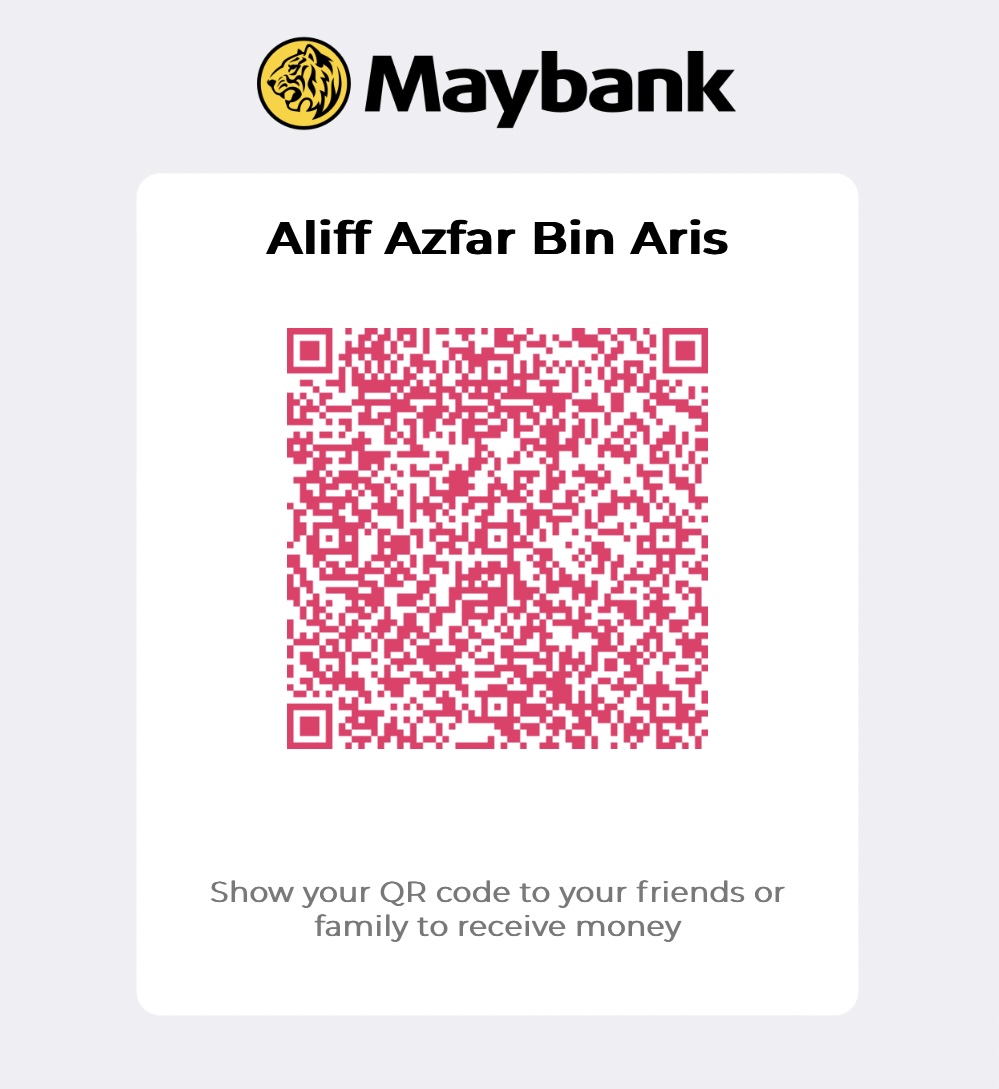 Maybank
Aliff Azfar Bin Aris
Show your QR code to your friends or
family to receive money